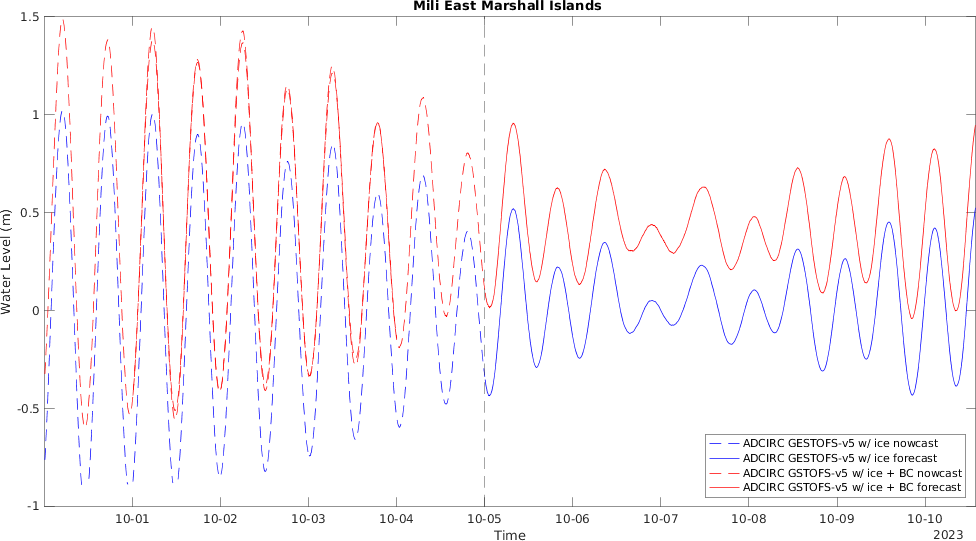 Mili East Marshall Islands
1.5
1
0.5
0
-0.5
-1
Water Level (m)
10-01 10-02 10-03 10-04 10-05 10-06 10-07 10-08 10-09 10-10
Time
2023
ADCIRC GESTOFS-v5 w/ ice nowcast
ADCIRC GESTOFS-v5 w/ ice forecast
ADCIRC GSTOFS-v5 w/ ice + BC nowcast
ADCIRC GSTOFS-v5 w/ ice + BC forecast